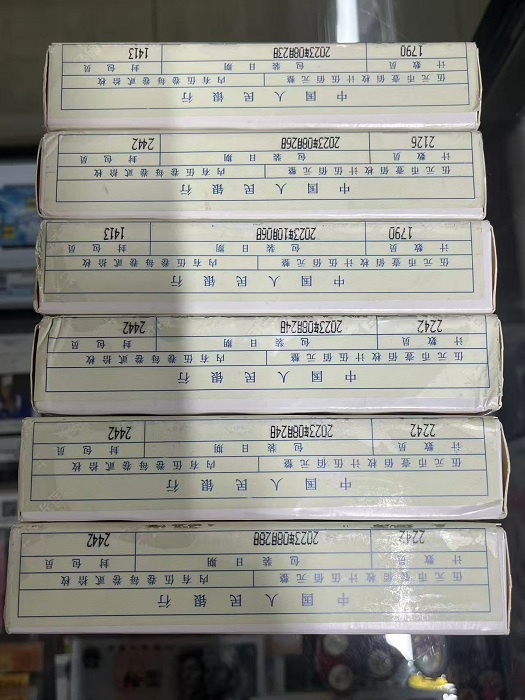 中国人民银行
伍元币壹佰枚计伍佰元整 内有伍卷每卷贰拾枚
计数员 包装日期 封包员
2242 2023年08月28日 2442
中国人民银行
伍元币壹佰枚计伍佰元整 内有伍卷每卷贰拾枚
计数员 包装日期 封包员
2242 2023年08月24日 2442
中国人民银行
伍元币壹佰枚计伍佰元整 内有伍卷每卷贰拾枚
计数员 包装日期 封包员
2242 2023年08月24日 2442
中国人民银行
伍元币壹佰枚计伍佰元整 内有伍卷每卷贰拾枚
计数员 包装日期 封包员
1790 2023年10月06日 1413
中国人民银行
伍元币壹佰枚计伍佰元整 内有伍卷每卷贰拾枚
计数员 包装日期 封包员
2126 2023年08月26日 2442
中国人民银行
伍元币壹佰枚计伍佰元整 内有伍卷每卷贰拾枚
计数员 包装日期 封包员
1790 2023年08月23日 1413